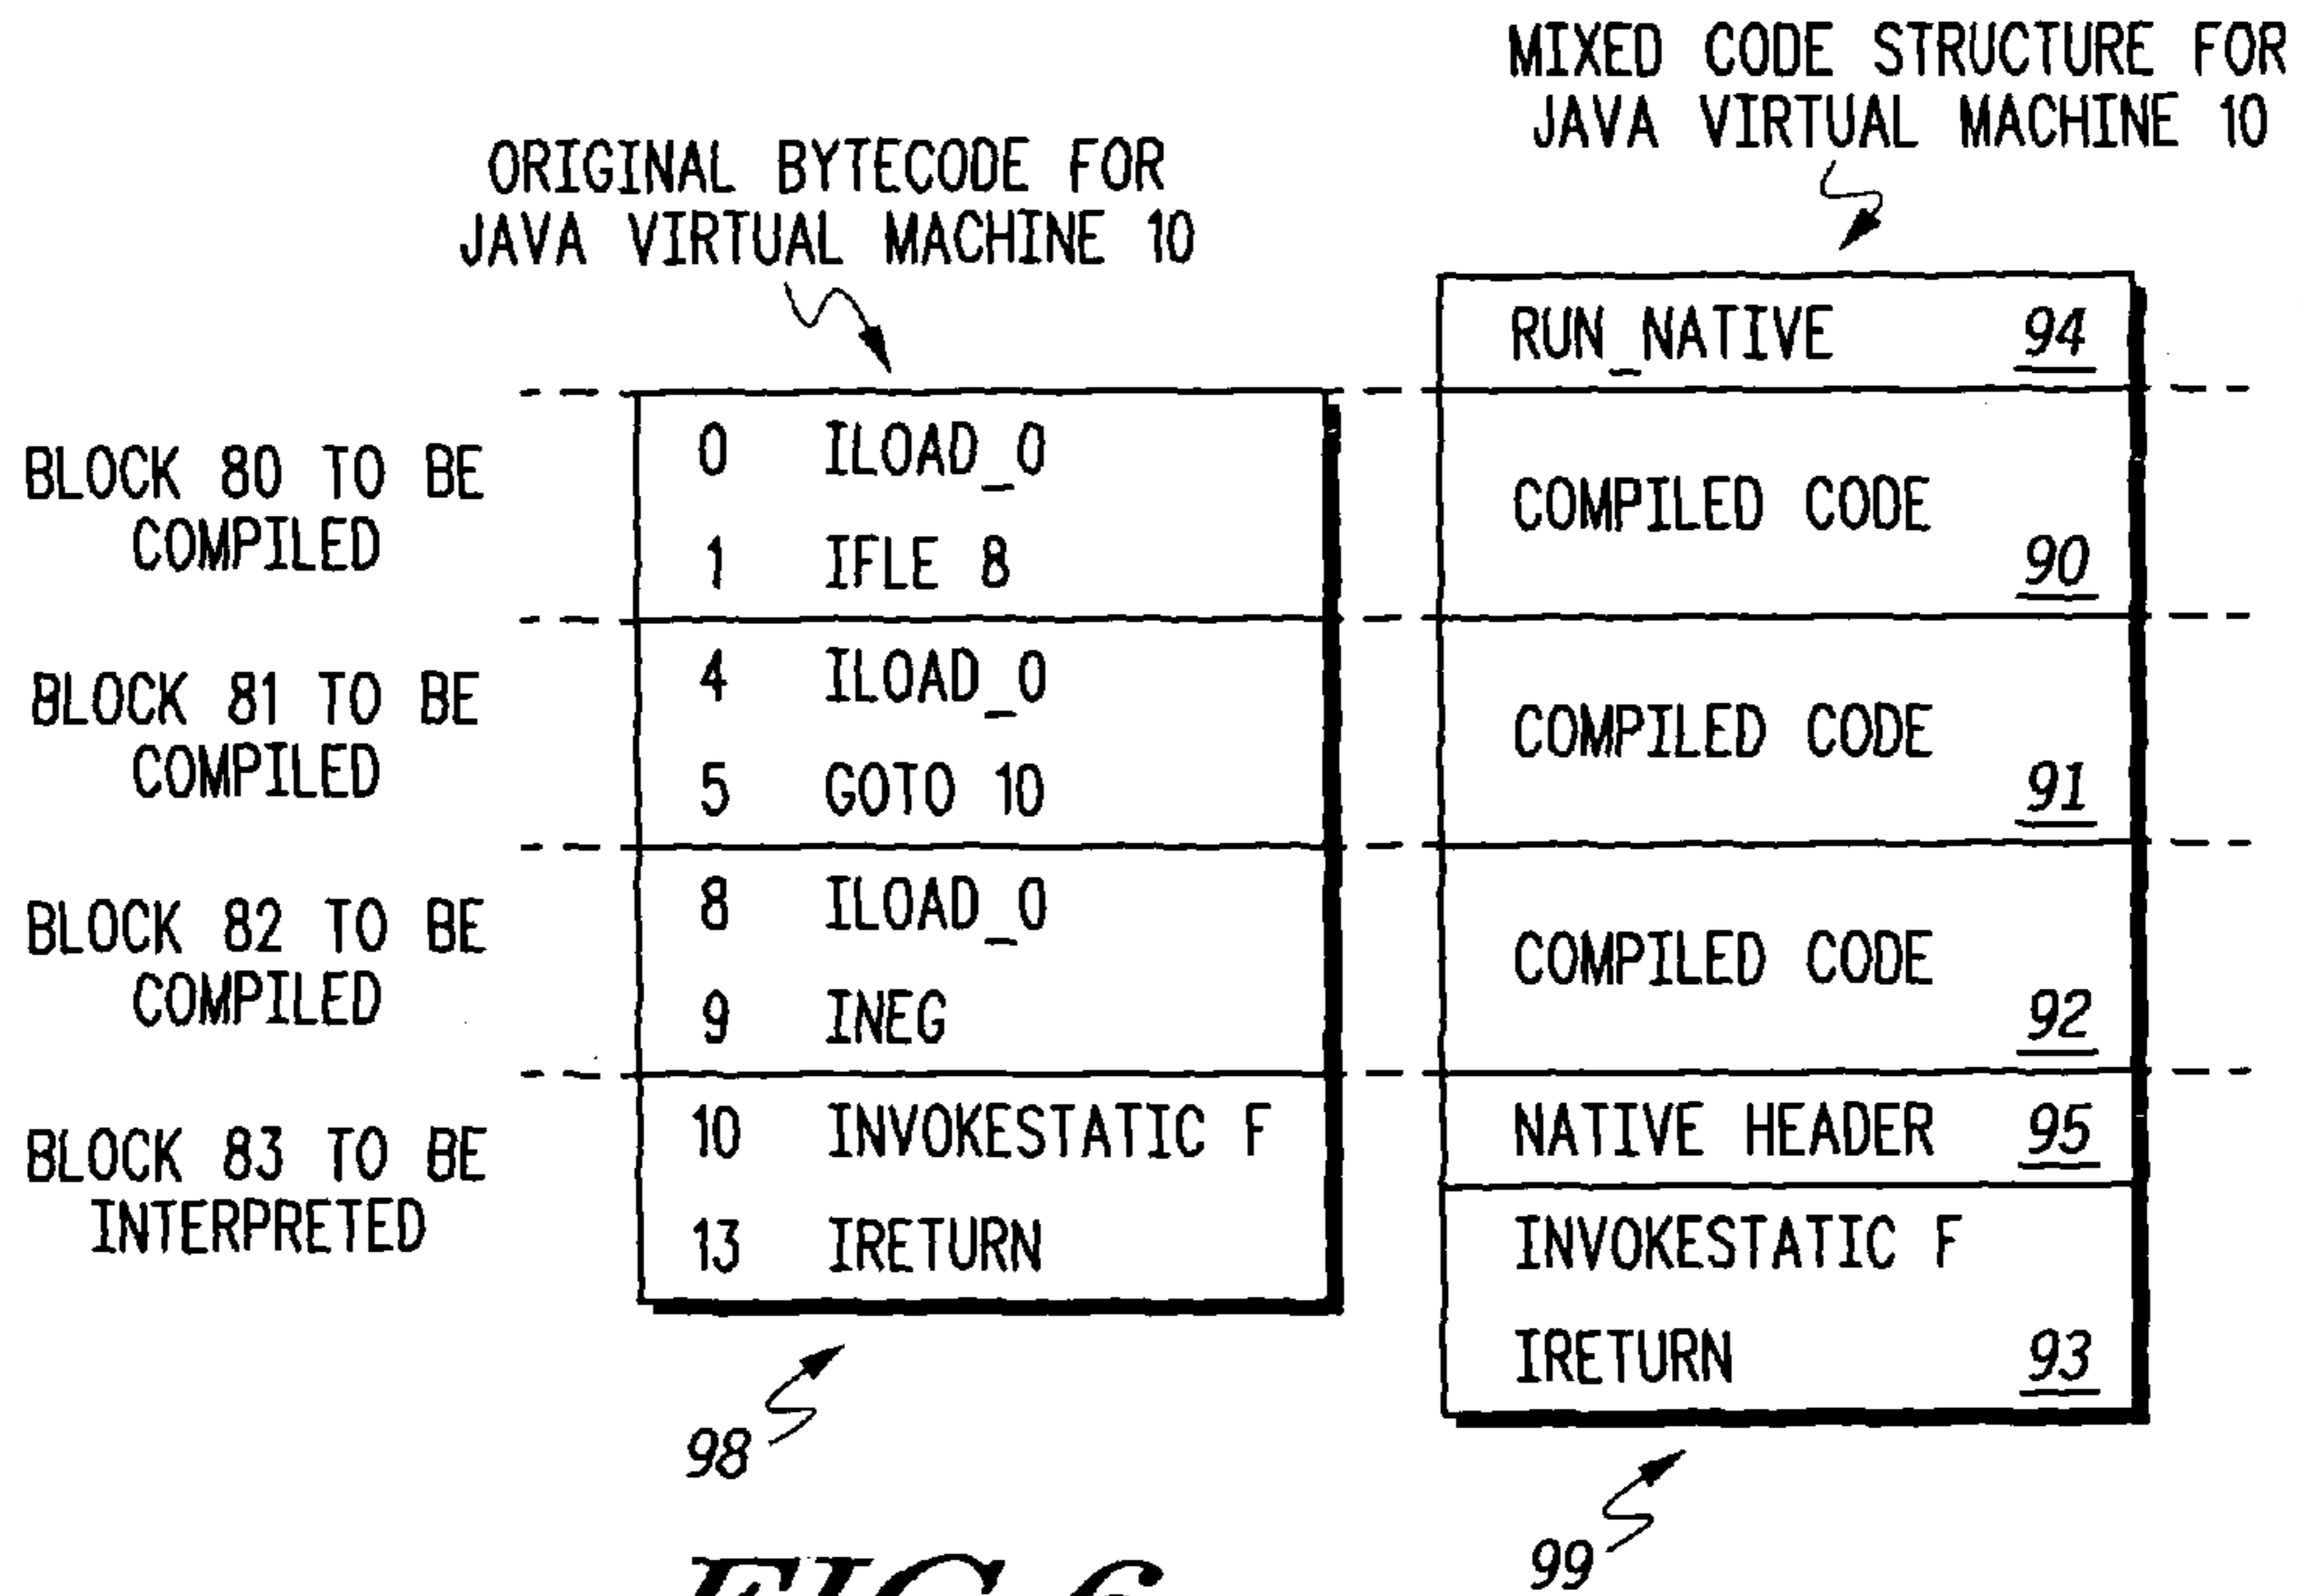 MIXED CODE STRUCTURE FOR
JAVA VIRTUAL MACHINE 10
ORIGINAL BYTECODE FOR
JAVA VIRTUAL MACHINE 10
RUN_NATIVE 94
BLOCK 80 TO BE
COMPILED
0 ILOAD_0
1 IFLE 8
COMPILED CODE
90
BLOCK 81 TO BE
COMPILED
4 ILOAD_0
5 GOTO 10
COMPILED CODE
91
BLOCK 82 TO BE
COMPILED
8 ILOAD_0
9 INEG
COMPILED CODE
92
BLOCK 83 TO BE
INTERPRETED
10 INVOKESTATIC F
13 IRETURN
NATIVE HEADER 95
INVOKESTATIC F
IRETURN 93
98
99
FIG.6